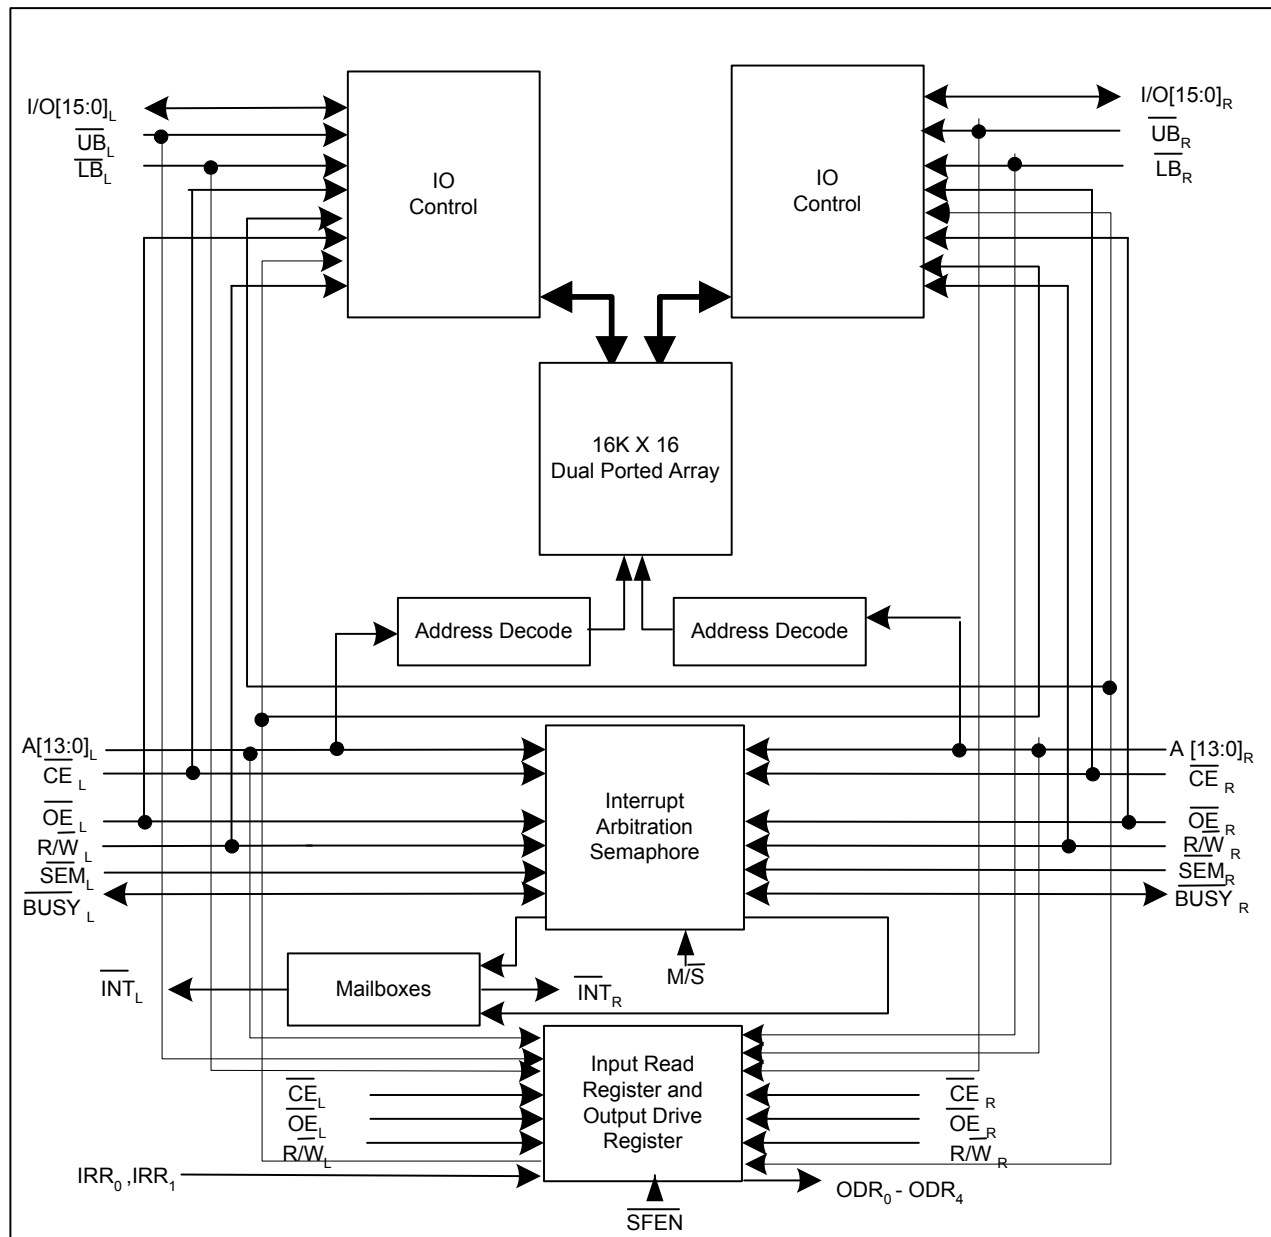 I/O[15:0]L
I/O[15:0]R
UBL
UBR
LBL
LBR
IO
Control
IO
Control
16K X 16
Dual Ported Array
Address Decode
Address Decode
A[13:0]L
A [13:0]R
CE L
CE R
OE L
OE R
R/W L
R/W R
SEML
SEMR
BUSY L
BUSY R
Interrupt
Arbitration
Semaphore
M/S
INTL
Mailboxes
INTR
Input Read
Register and
Output Drive
Register
CEL
CE R
OEL
OE R
R/WL
R/W R
IRR0 ,IRR1
ODR0 - ODR4
SFEN